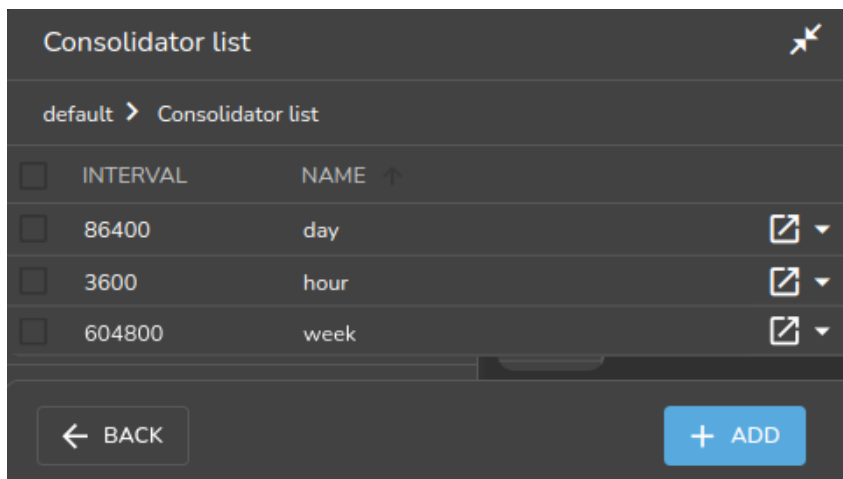 Consolidator list
default > Consolidator list
INTERVAL NAME
86400 day
3600 hour
604800 week
BACK
ADD